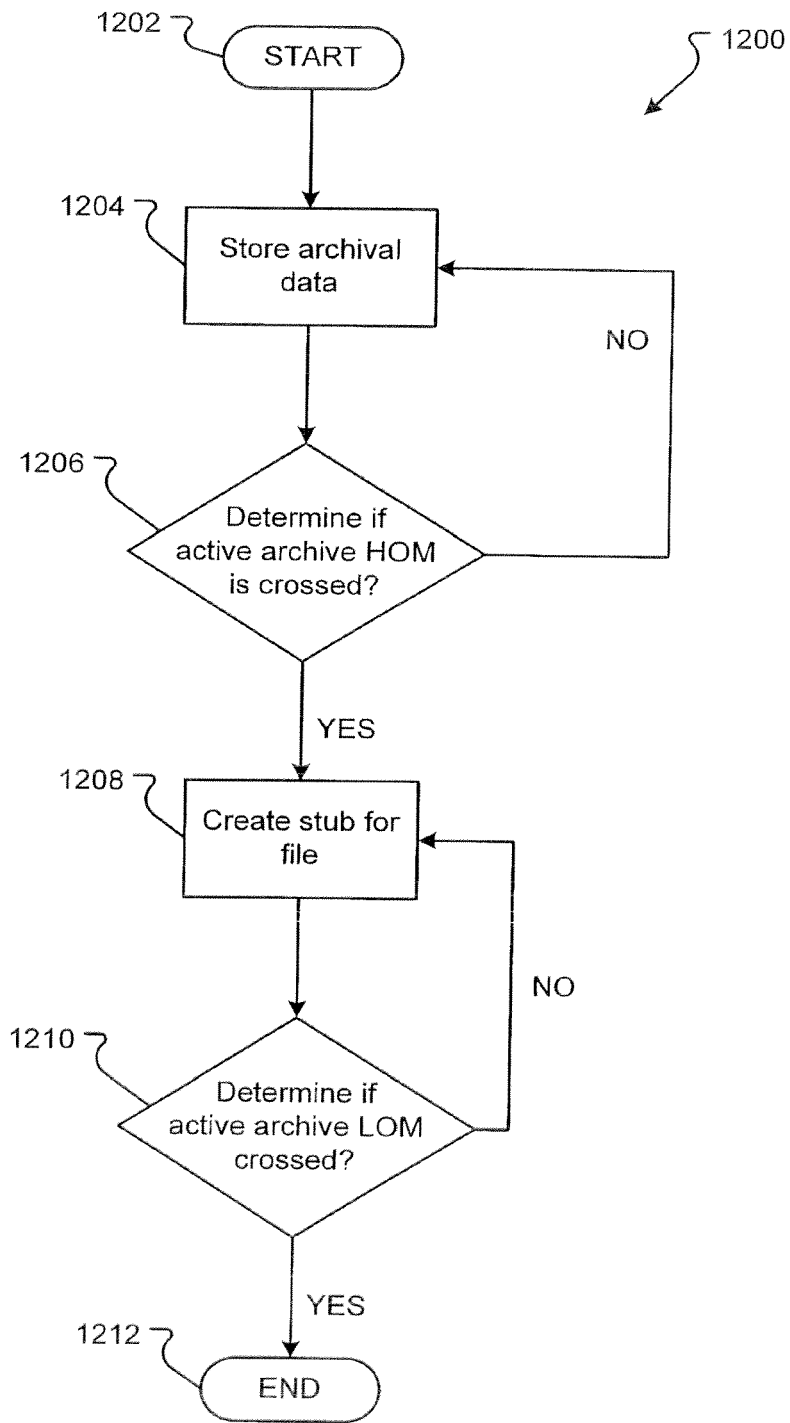 1202
START
1200
1204
Store archival
data
NO
1206
Determine if
active archive HOM
is crossed?
YES
1208
Create stub for
file
NO
1210
Determine if
active archive LOM
crossed?
YES
1212
END